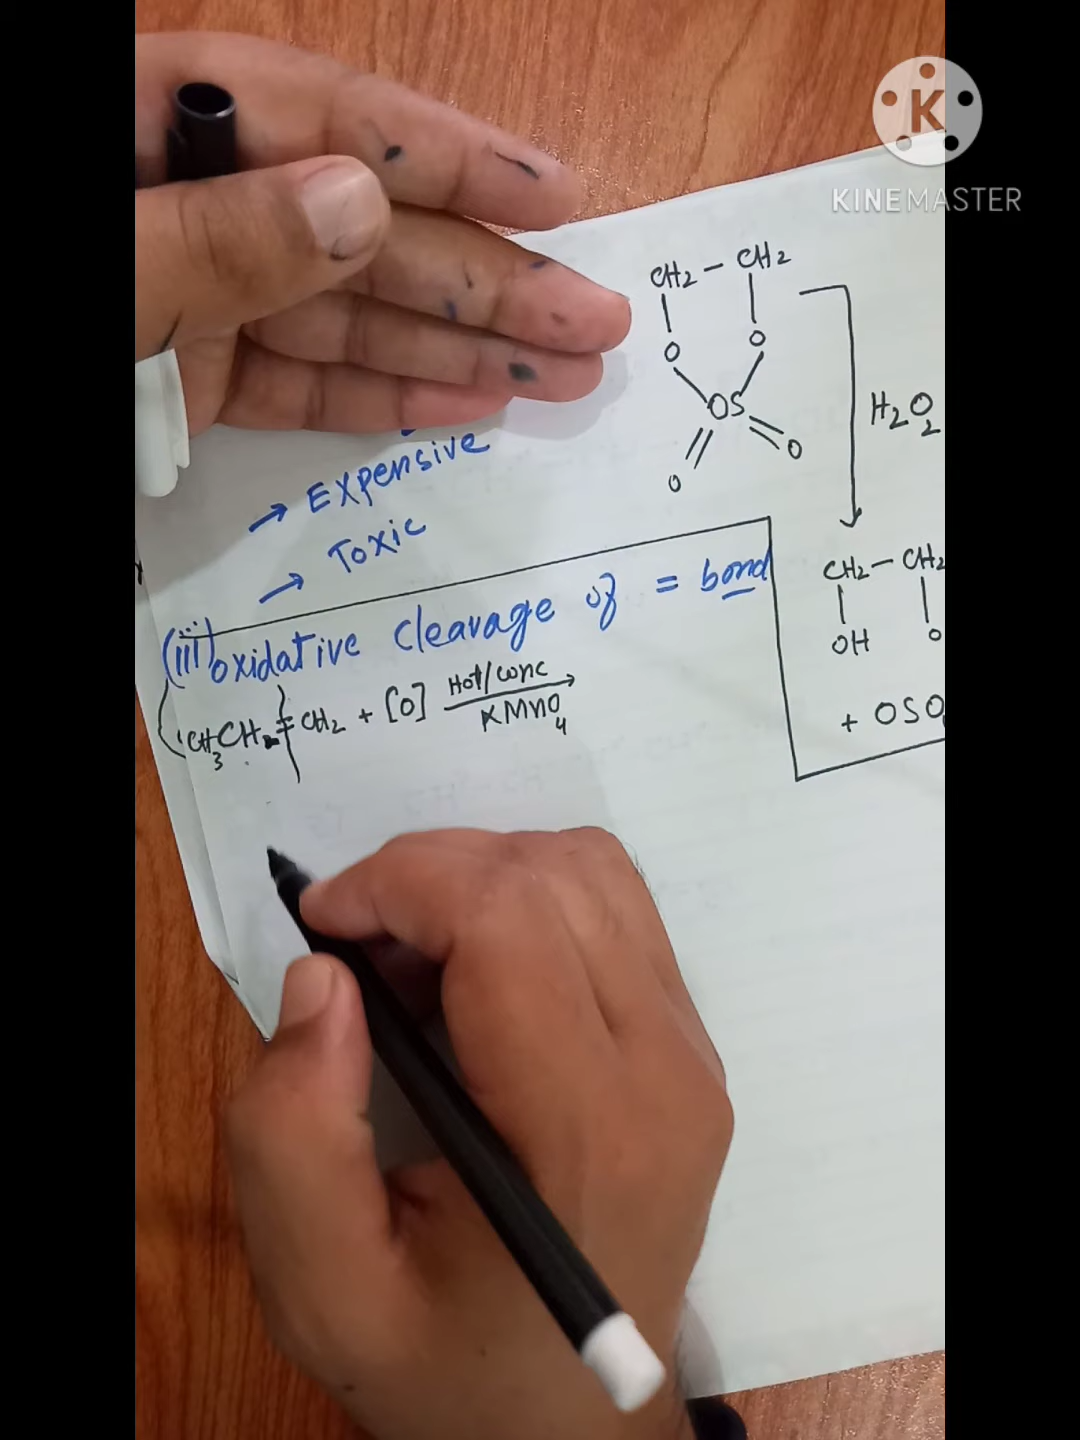 K
KINEMASTER
CH2 - CH2
O O
OS
O O
H2O2
→ Expensive
→ Toxic
CH2 - CH2
OH O
+ OSO
(iii) oxidative cleavage of = bond
CH3CH2 = CH2 + [O] Hot/conc KMnO4